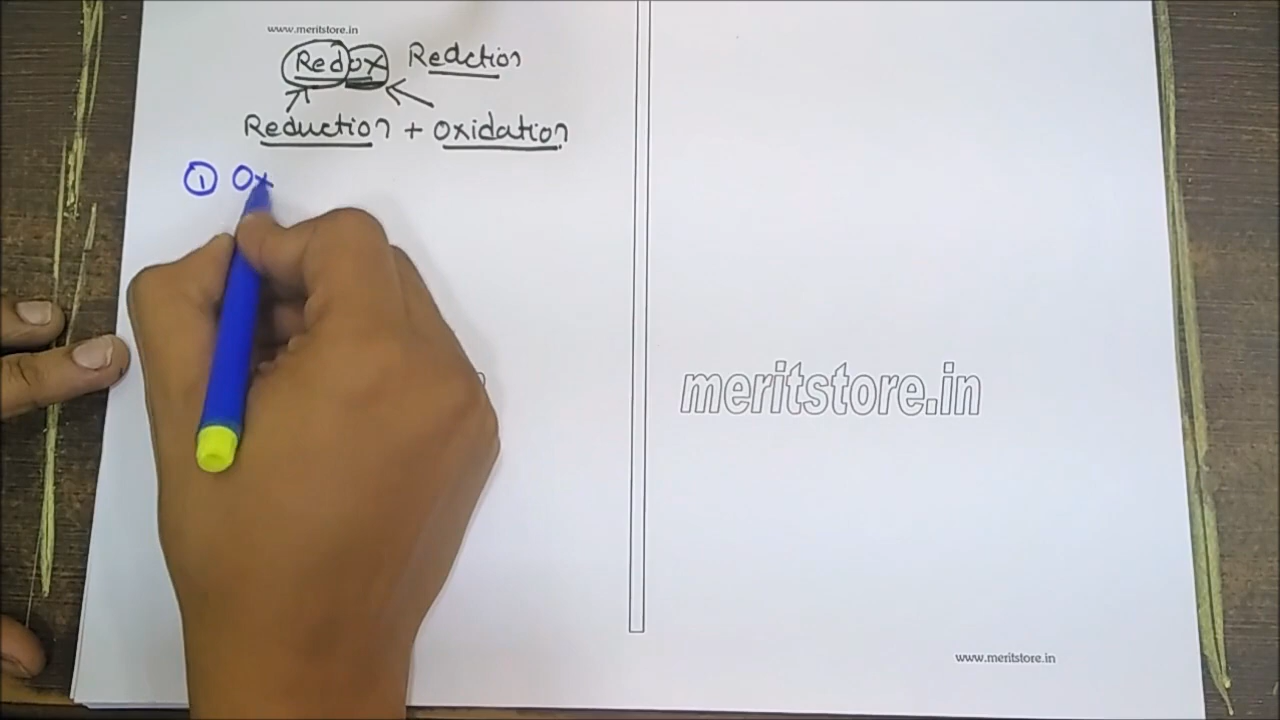 www.meritstore.in
Redox Reaction
Reduction + Oxidation
① Ox
meritstore.in
www.meritstore.in